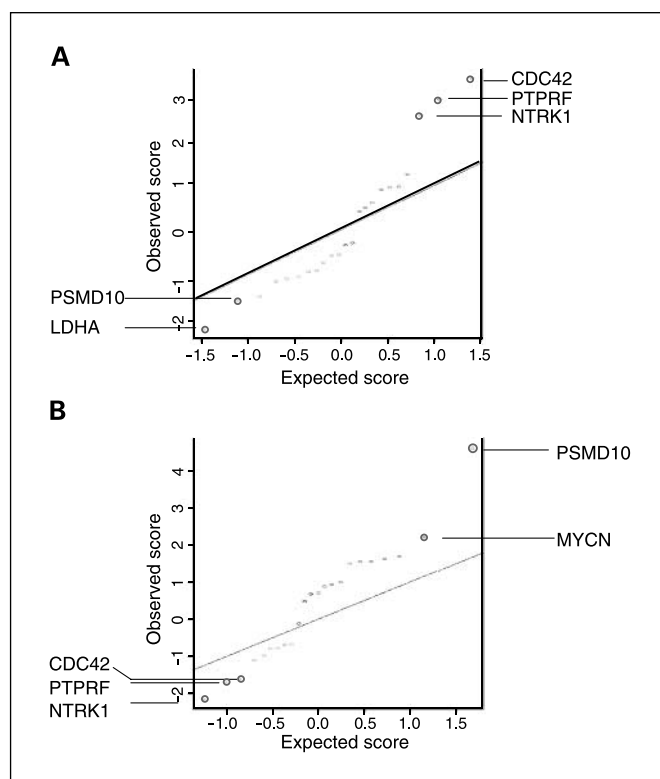 A
Observed score
3
2
1
0
-1
-2
CDC42
PTPRF
NTRK1
PSMD10
LDHA
-1.5 -1.0 -0.5 0.0 0.5 1.0 1.5
Expected score
B
Observed score
4
3
2
1
0
-1
-2
PSMD10
MYCN
CDC42
PTPRF
NTRK1
-1.0 -0.5 0.0 0.5 1.0 1.5
Expected score